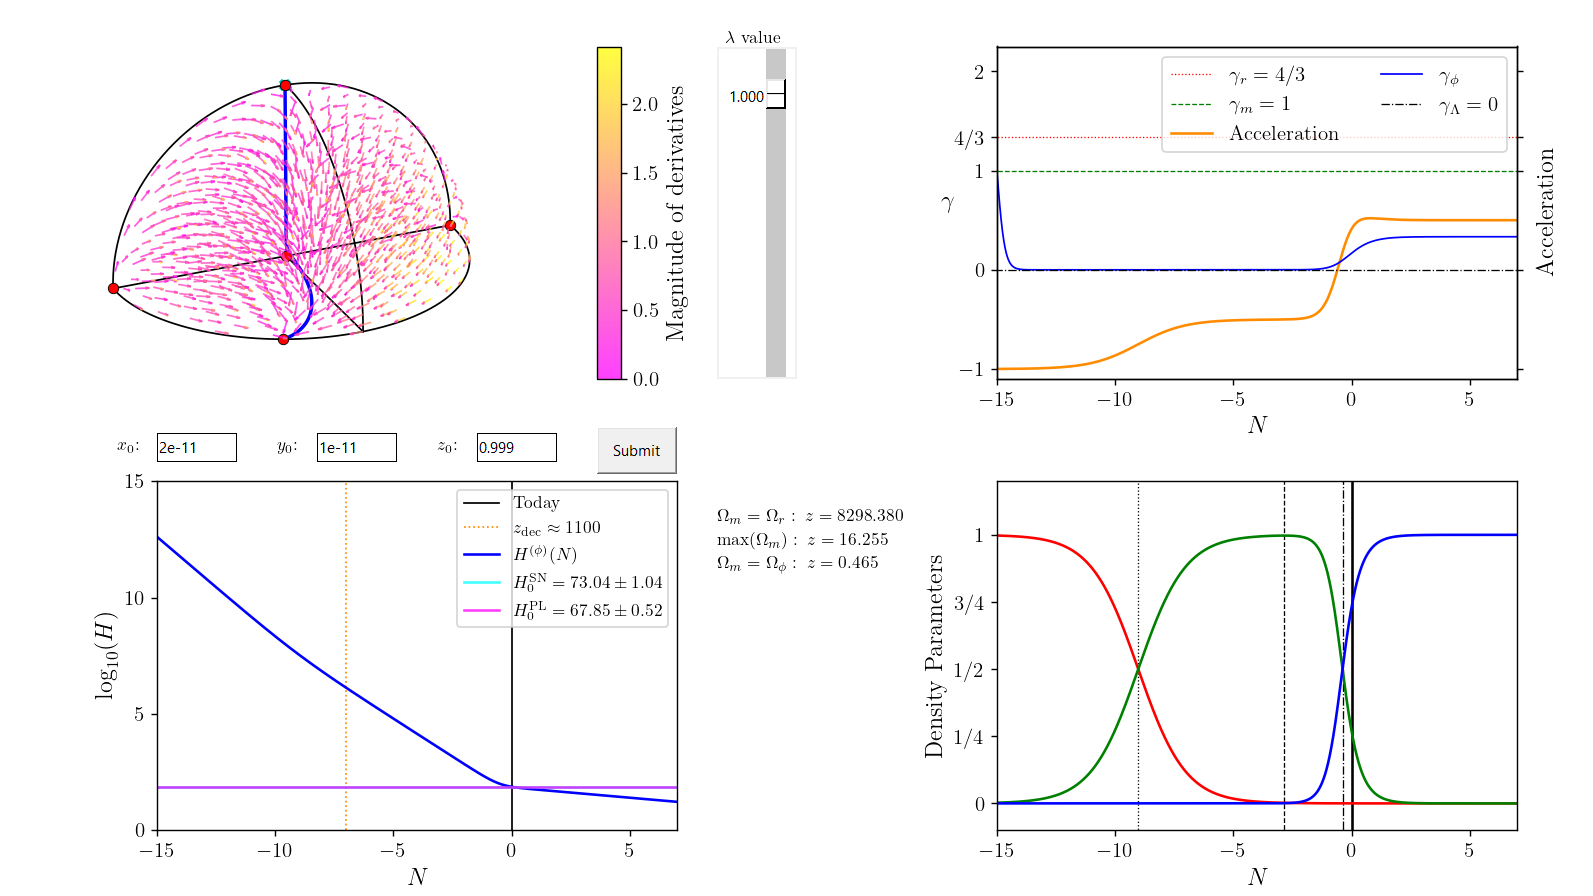 λ value
1.000
2.0
1.5
1.0
0.5
0.0
Magnitude of derivatives
2
4/3
1
0
−1
γ
γ_r = 4/3
γ_m = 1
Acceleration
γ_ϕ
γ_Λ = 0
Acceleration
−15 −10 −5 0 5
N
x₀: 2e-11 y₀: 1e-11 z₀: 0.999 Submit
15
10
5
0
log₁₀(H)
Today
z_dec ≈ 1100
H^(ϕ)(N)
H₀^SN = 73.04 ± 1.04
H₀^PL = 67.85 ± 0.52
−15 −10 −5 0 5
N
Ω_m = Ω_r : z = 8298.380
max(Ω_m) : z = 16.255
Ω_m = Ω_ϕ : z = 0.465
1
3/4
1/2
1/4
0
Density Parameters
−15 −10 −5 0 5
N